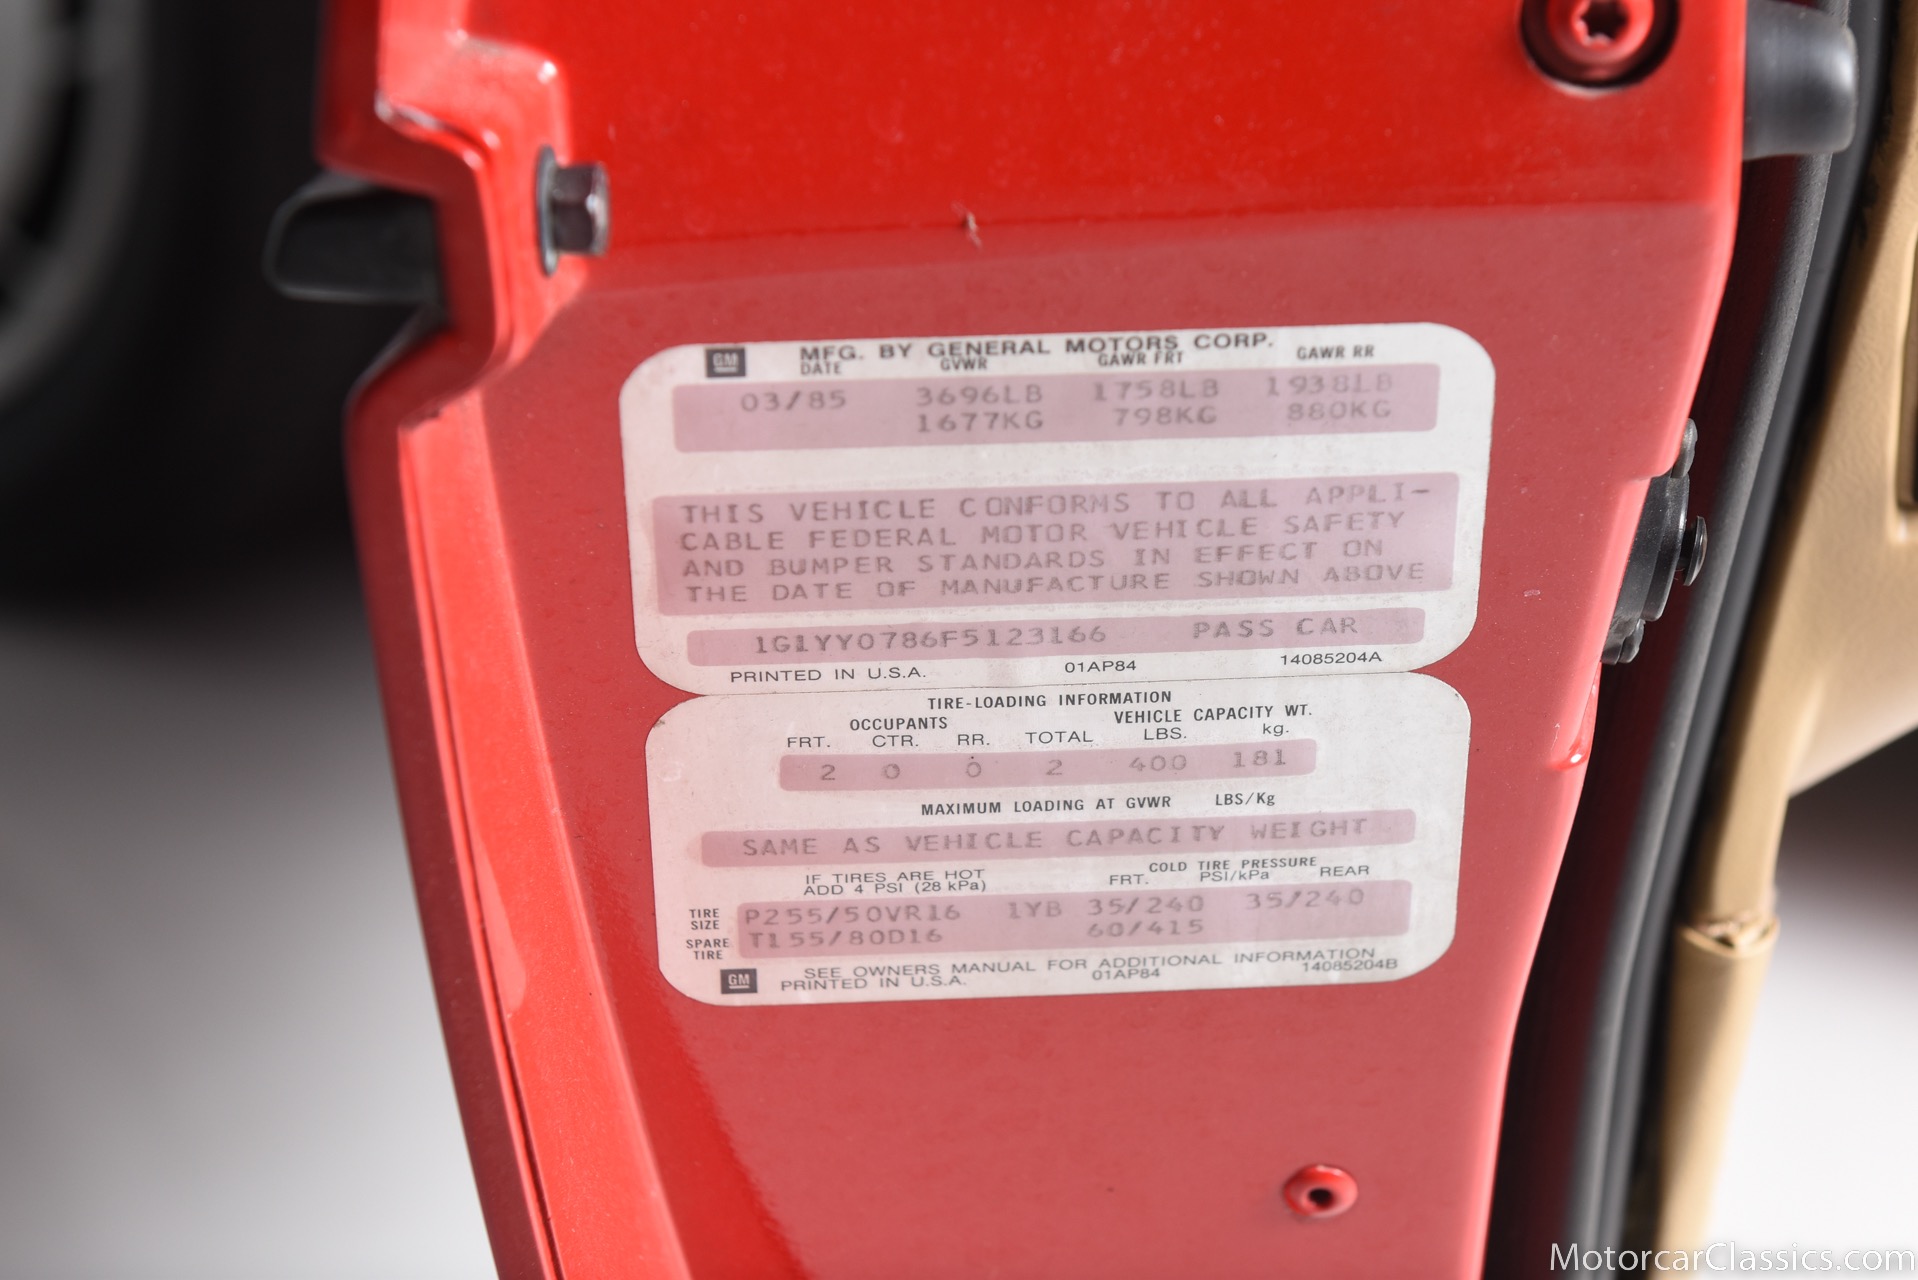 GM MFG. BY GENERAL MOTORS CORP.
DATE GVWR GAWR FRT GAWR RR
03/85 3696LB 1758LB 1938LB
1677KG 798KG 880KG
THIS VEHICLE CONFORMS TO ALL APPLI-
CABLE FEDERAL MOTOR VEHICLE SAFETY
AND BUMPER STANDARDS IN EFFECT ON
THE DATE OF MANUFACTURE SHOWN ABOVE
1G1YY0786F5123166 PASS CAR
PRINTED IN U.S.A. 01AP84 14085204A
TIRE-LOADING INFORMATION
OCCUPANTS VEHICLE CAPACITY WT.
FRT. CTR. RR. TOTAL LBS. kg.
2 0 0 2 400 181
MAXIMUM LOADING AT GVWR LBS/Kg
SAME AS VEHICLE CAPACITY WEIGHT
IF TIRES ARE HOT COLD TIRE PRESSURE
ADD 4 PSI (28 kPa) FRT. PSI/kPa REAR
TIRE SIZE P255/50VR16 1YB 35/240 35/240
SPARE TIRE T155/80D16 60/415
SEE OWNERS MANUAL FOR ADDITIONAL INFORMATION
GM PRINTED IN U.S.A. 01AP84 14085204B
MotorcarClassics.com